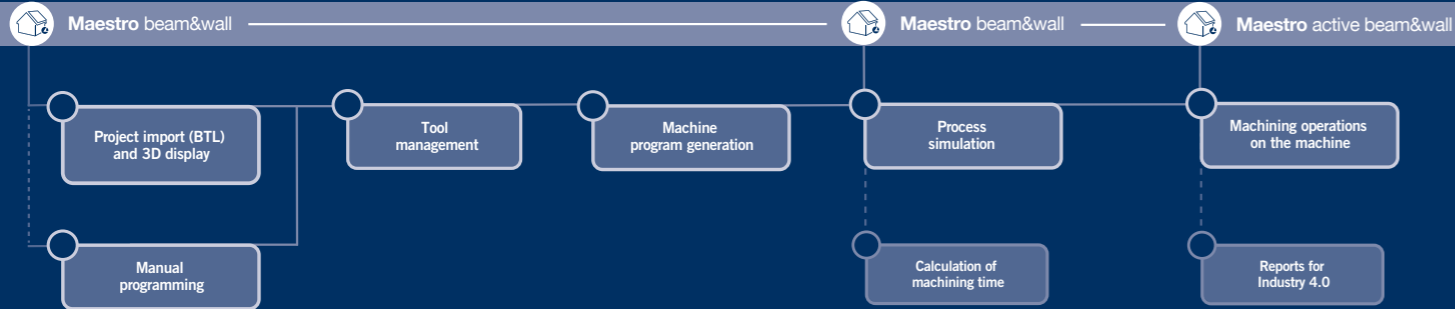 Maestro beam&wall
Maestro beam&wall
Maestro active beam&wall
Project import (BTL)
and 3D display
Tool
management
Machine
program generation
Process
simulation
Machining operations
on the machine
Manual
programming
Calculation of
machining time
Reports for
Industry 4.0